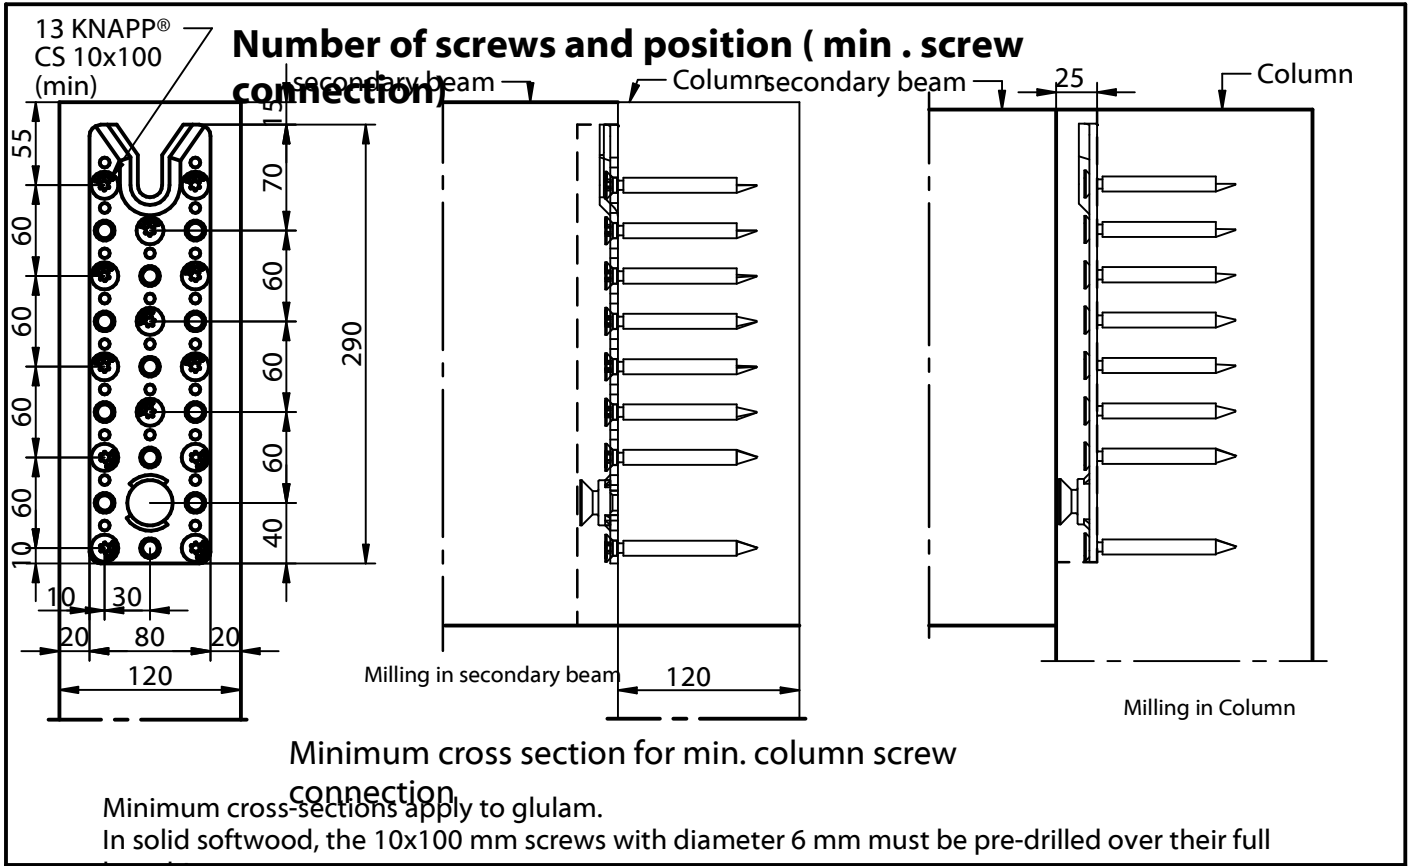 13 KNAPP®
CS 10x100
(min)
Number of screws and position ( min . screw
connection)
secondary beam
Column
secondary beam
25
Column
15
55
70
60
60
60
290
60
60
60
60
60
40
10
10
30
20
80
20
120
Milling in secondary beam
120
Milling in Column
Minimum cross section for min. column screw
connection
Minimum cross-sections apply to glulam.
In solid softwood, the 10x100 mm screws with diameter 6 mm must be pre-drilled over their full